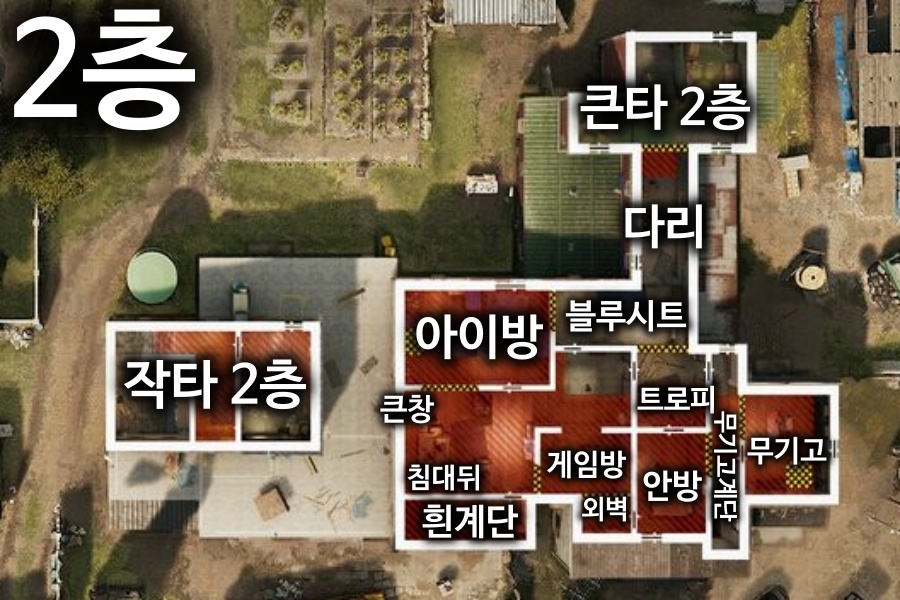 2층
큰타 2층
다리
블루시트
아이방
작타 2층
큰창
트로피
무기고계단
무기고
게임방
침대뒤
안방
외벽
흰계단